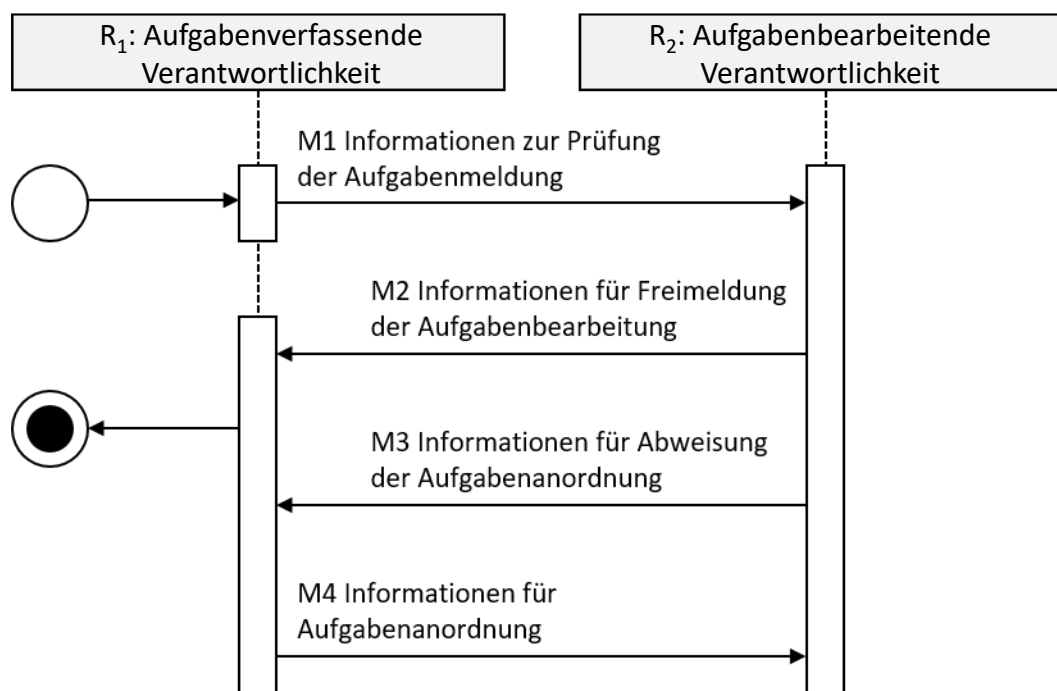 R₁: Aufgabenverfassende
Verantwortlichkeit
R₂: Aufgabenbearbeitende
Verantwortlichkeit
M1 Informationen zur Prüfung
der Aufgabenmeldung
M2 Informationen für Freimeldung
der Aufgabenbearbeitung
M3 Informationen für Abweisung
der Aufgabenanordnung
M4 Informationen für
Aufgabenanordnung